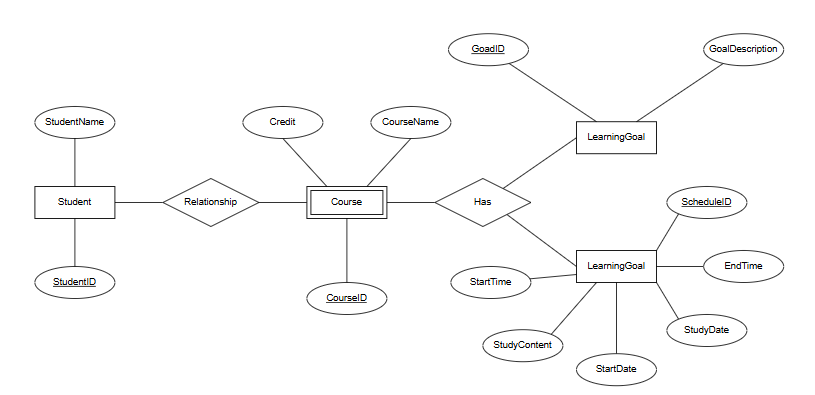 GoadID
GoalDescription
StudentName
Credit
CourseName
LearningGoal
Student
Relationship
Course
Has
ScheduleID
LearningGoal
EndTime
StudentID
StartTime
CourseID
StudyDate
StudyContent
StartDate